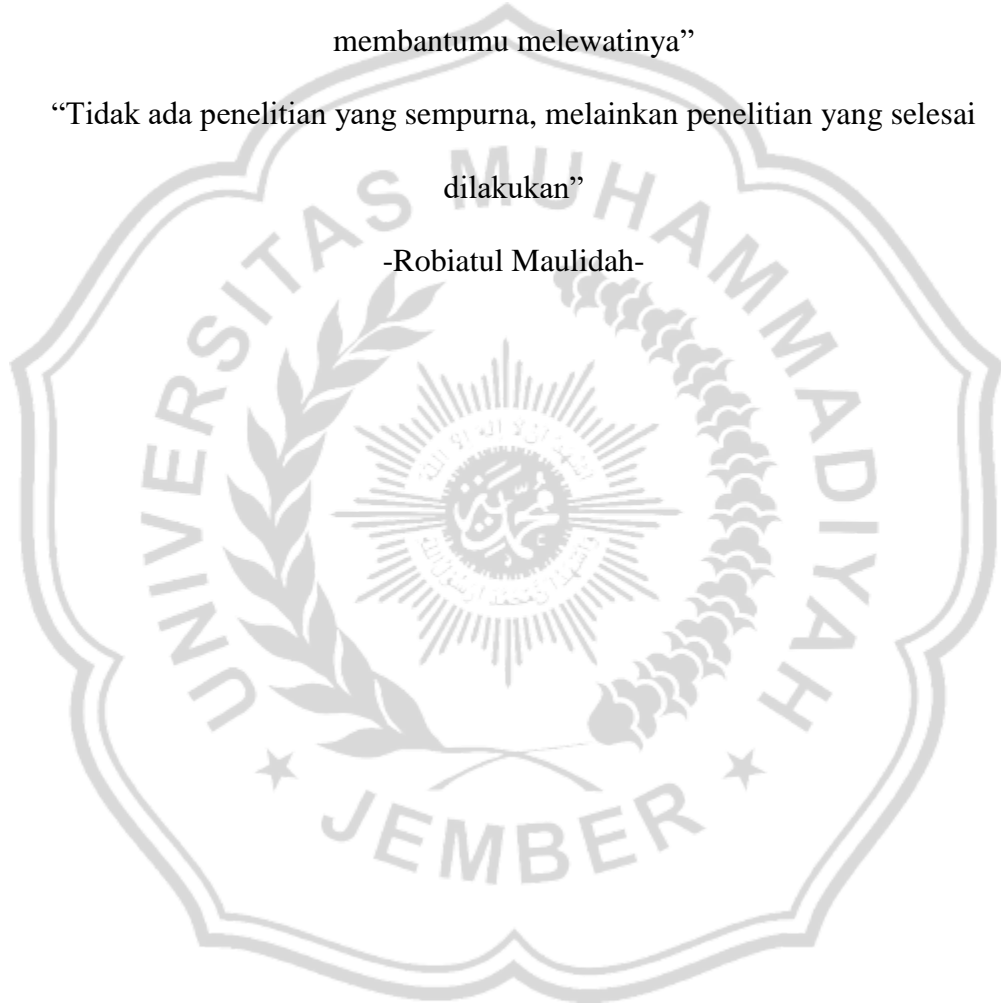 membantumu melewatinya”
“Tidak ada penelitian yang sempurna, melainkan penelitian yang selesai
dilakukan”
-Robiatul Maulidah-
UNIVERSITAS MUHAMMADIYAH
JEMBER